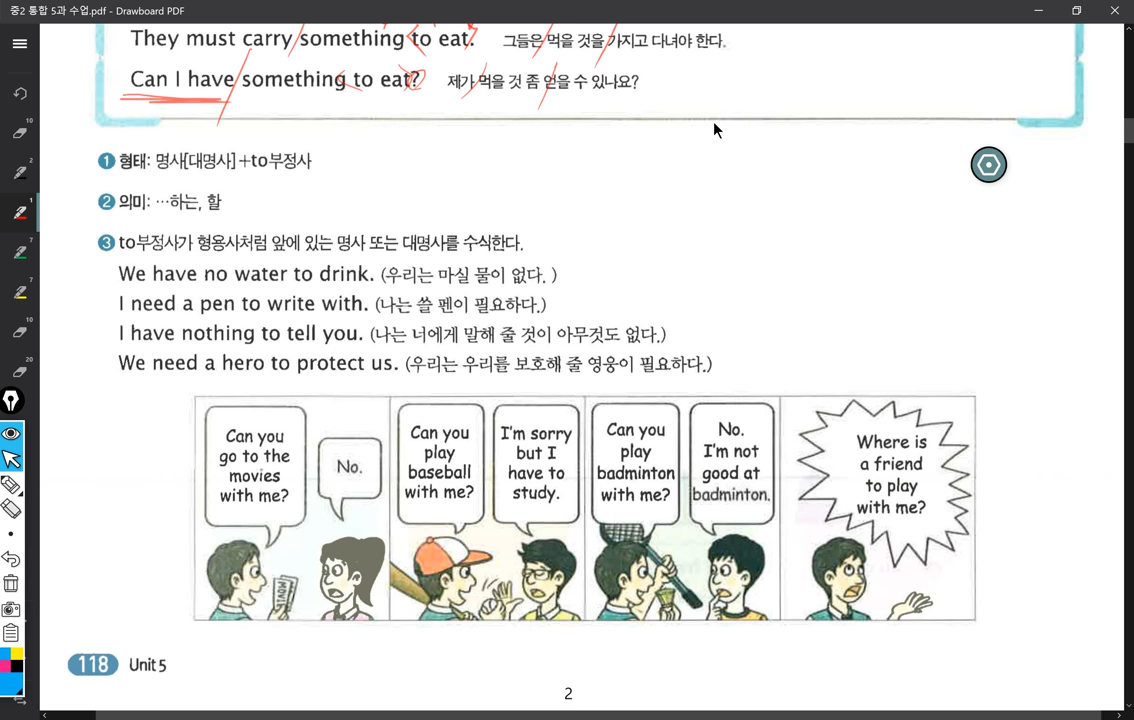 중2 통합 5과 수업.pdf - Drawboard PDF
They must carry something to eat. 그들은 먹을 것을 가지고 다녀야 한다.
Can I have something to eat? 제가 먹을 것 좀 얻을 수 있나요?
1 형태: 명사[대명사]+to부정사
2 의미: …하는, 할
3 to부정사가 형용사처럼 앞에 있는 명사 또는 대명사를 수식한다.
We have no water to drink. (우리는 마실 물이 없다. )
I need a pen to write with. (나는 쓸 펜이 필요하다.)
I have nothing to tell you. (나는 너에게 말해 줄 것이 아무것도 없다.)
We need a hero to protect us. (우리는 우리를 보호해 줄 영웅이 필요하다.)
Can you
go to the
movies
with me?
No.
Can you
play
baseball
with me?
I'm sorry
but I
have to
study.
Can you
play
badminton
with me?
No.
I'm not
good at
badminton.
Where is
a friend
to play
with me?
118 Unit 5
2
10
2
1
7
7
10
20